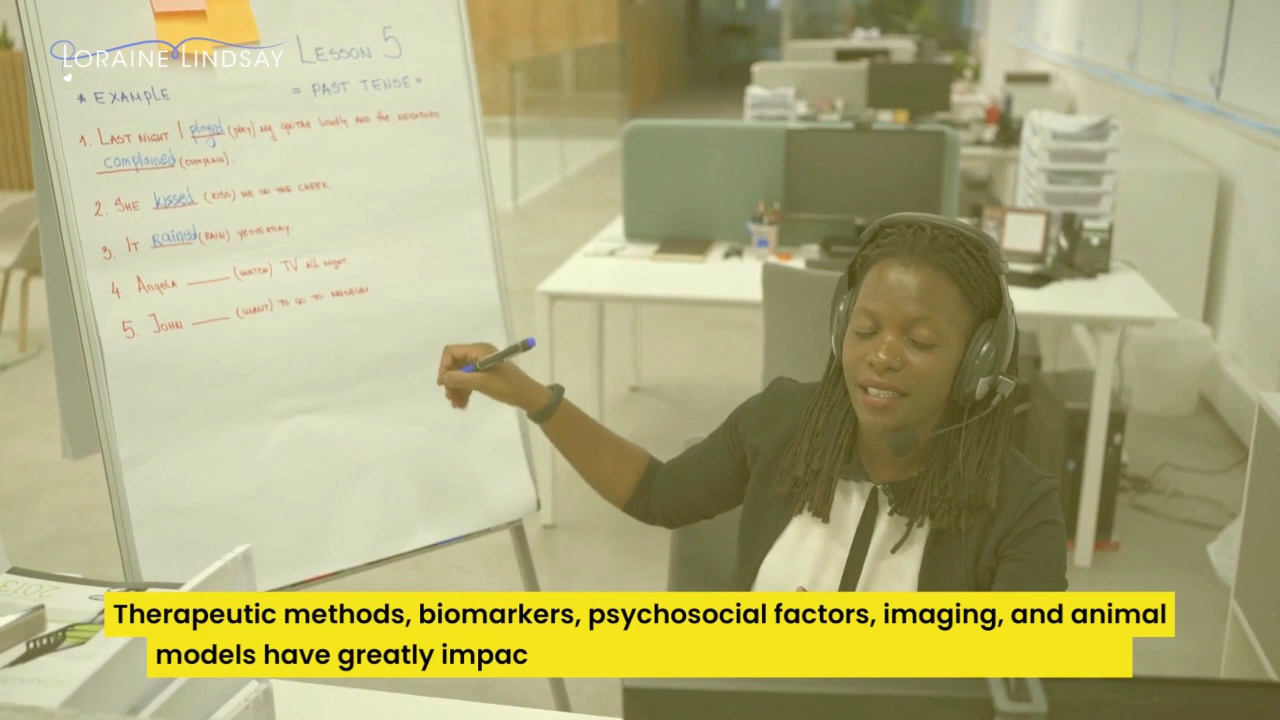 LORAINE LINDSAY
LESSON 5
* EXAMPLE = PAST TENSE
1. LAST NIGHT I played (PLAY) MY GUITAR loudly AND the NEIGHBORS
complained (COMPLAIN).
2. SHE kissed (KISS) ME ON THE CHEEK
3. IT Rained (RAIN) YESTERDAY.
4. Angela ____ (WATCH) TV ALL NIGHT.
5. JOHN ____ (WANT) TO GO TO MUSEUM
2013
Therapeutic methods, biomarkers, psychosocial factors, imaging, and animal
models have greatly impac